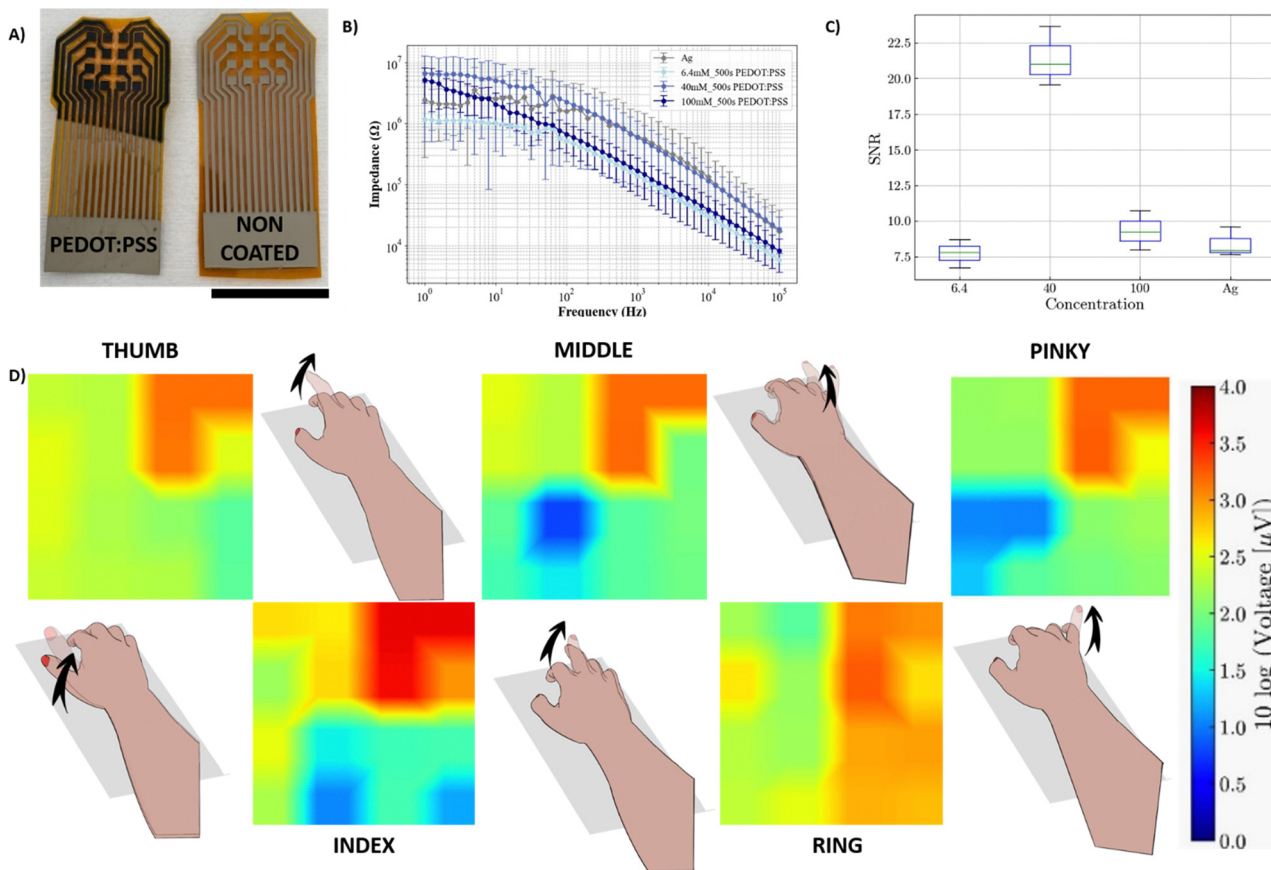 A)
PEDOT:PSS
NON
COATED
B)
Impedance (Ω)
10^7
10^6
10^5
10^4
Ag
6.4mM_500s PEDOT:PSS
40mM_500s PEDOT:PSS
100mM_500s PEDOT:PSS
10^0 10^1 10^2 10^3 10^4 10^5
Frequency (Hz)
C)
SNR
22.5
20.0
17.5
15.0
12.5
10.0
7.5
6.4 40 100 Ag
Concentration
D)
THUMB
MIDDLE
PINKY
INDEX
RING
4.0
3.5
3.0
2.5
2.0
1.5
1.0
0.5
0.0
10 log (Voltage [μV])